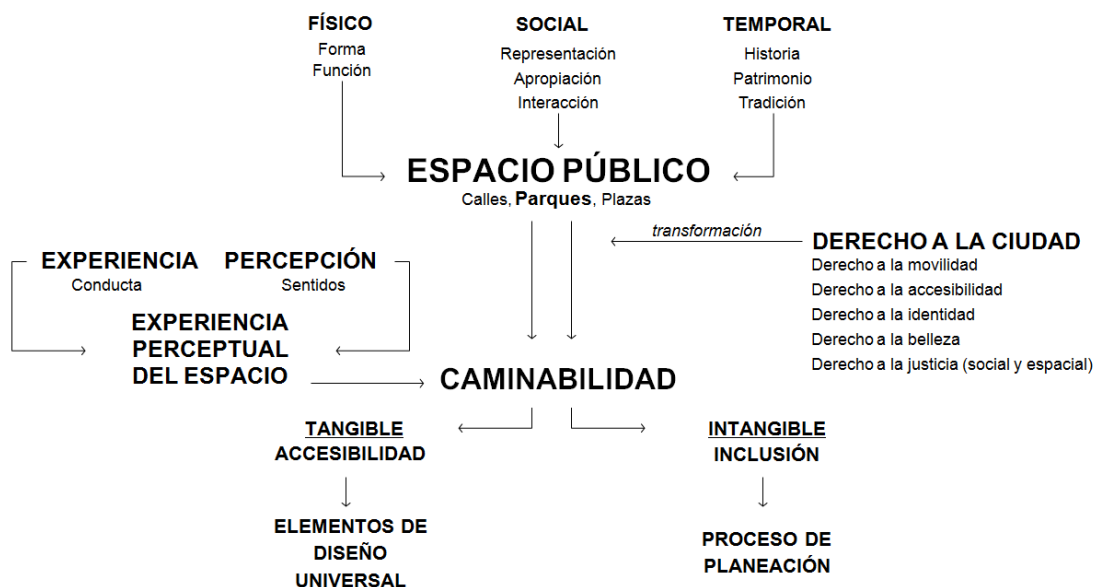 FÍSICO
Forma
Función
SOCIAL
Representación
Apropiación
Interacción
TEMPORAL
Historia
Patrimonio
Tradición
ESPACIO PÚBLICO
Calles, Parques, Plazas
transformación
DERECHO A LA CIUDAD
Derecho a la movilidad
Derecho a la accesibilidad
Derecho a la identidad
Derecho a la belleza
Derecho a la justicia (social y espacial)
EXPERIENCIA
Conducta
PERCEPCIÓN
Sentidos
EXPERIENCIA
PERCEPTUAL
DEL ESPACIO
CAMINABILIDAD
TANGIBLE
ACCESIBILIDAD
ELEMENTOS DE
DISEÑO
UNIVERSAL
INTANGIBLE
INCLUSIÓN
PROCESO DE
PLANEACIÓN